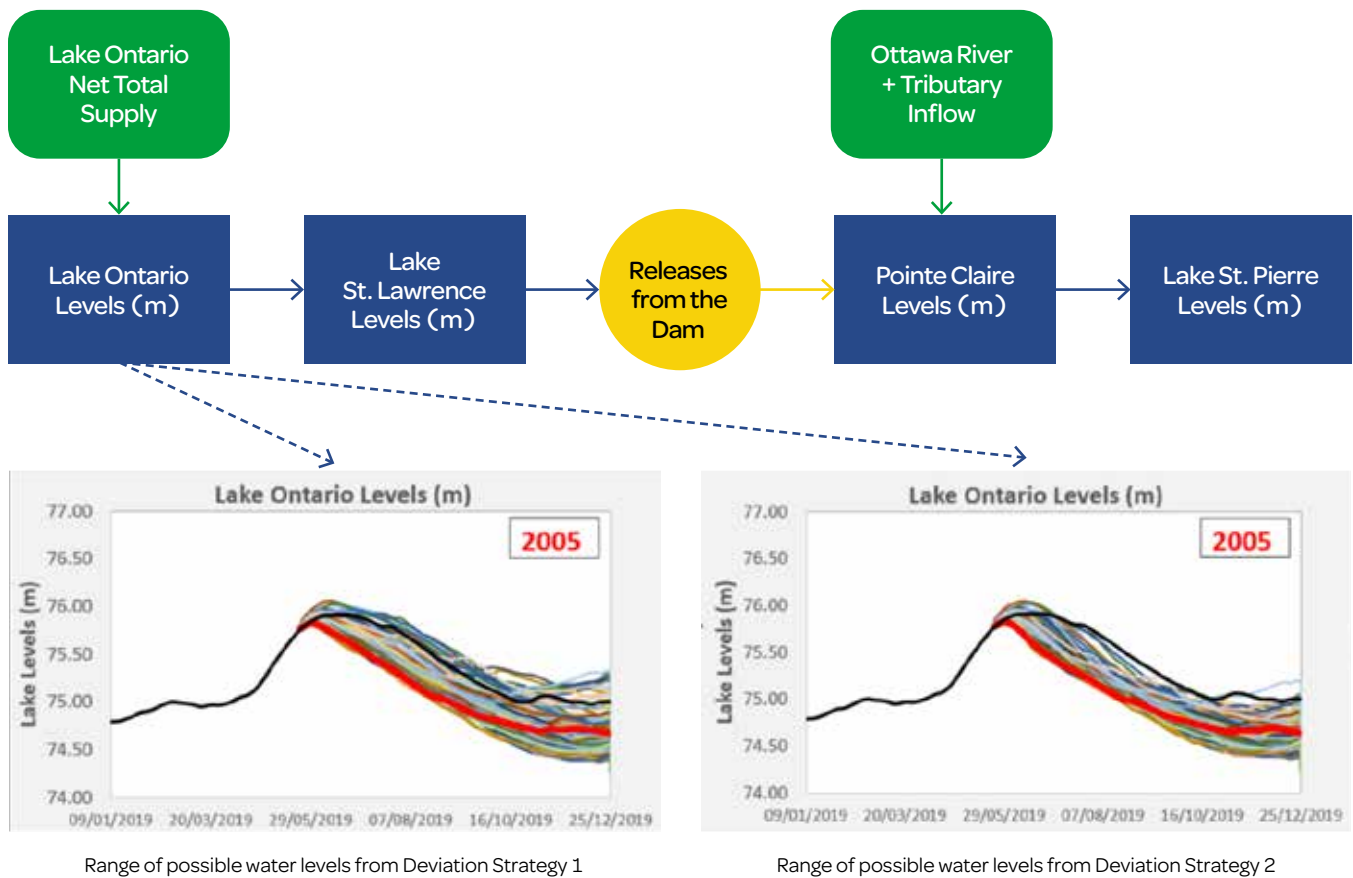 Lake Ontario
Net Total
Supply
Ottawa River
+ Tributary
Inflow
Lake Ontario
Levels (m)
Lake
St. Lawrence
Levels (m)
Releases
from the
Dam
Pointe Claire
Levels (m)
Lake St. Pierre
Levels (m)
Lake Ontario Levels (m)
2005
Lake Levels (m)
77.00
76.50
76.00
75.50
75.00
74.50
74.00
09/01/2019 20/03/2019 29/05/2019 07/08/2019 16/10/2019 25/12/2019
Range of possible water levels from Deviation Strategy 1
Lake Ontario Levels (m)
2005
Lake Levels (m)
77.00
76.50
76.00
75.50
75.00
74.50
74.00
09/01/2019 20/03/2019 29/05/2019 07/08/2019 16/10/2019 25/12/2019
Range of possible water levels from Deviation Strategy 2